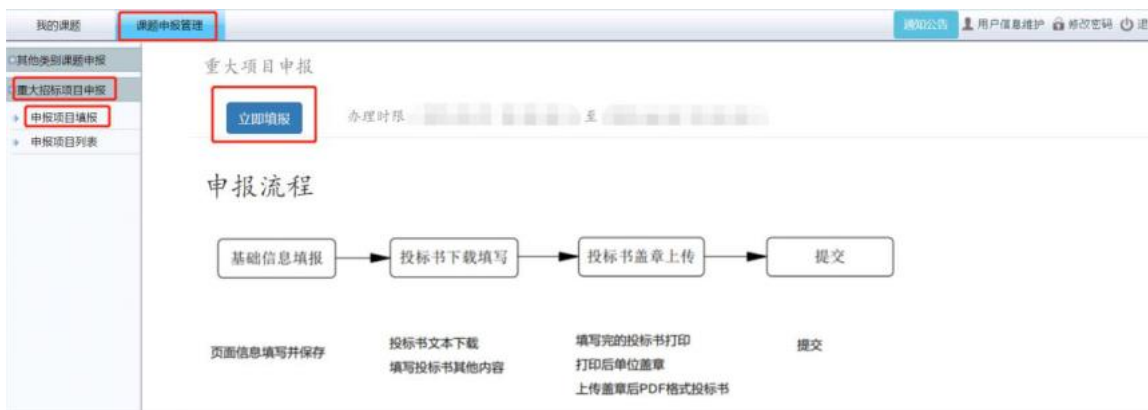 我的课题
课题申报管理
通知公告 用户信息维护 修改密码
其他类别课题申报
重大招标项目申报
申报项目填报
申报项目列表
重大项目申报
立即填报 办理时限 至
申报流程
基础信息填报 投标书下载填写 投标书盖章上传 提交
页面信息填写并保存
投标书文本下载
填写投标书其他内容
填写完的投标书打印
打印后单位盖章
上传盖章后PDF格式投标书
提交